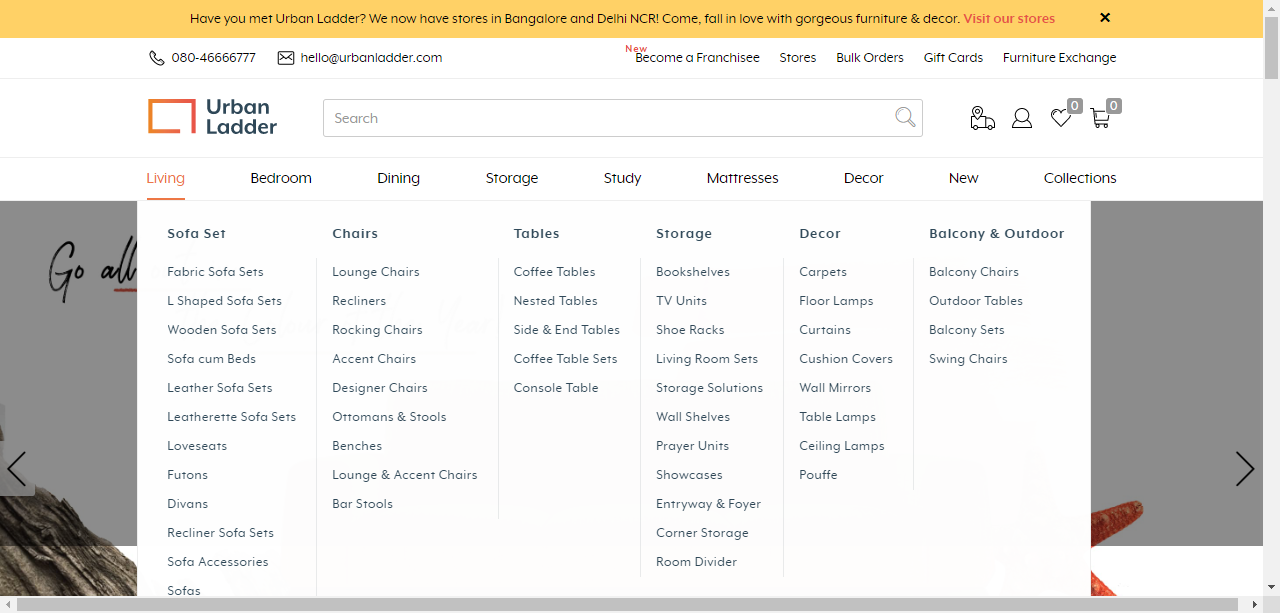 Have you met Urban Ladder? We now have stores in Bangalore and Delhi NCR! Come, fall in love with gorgeous furniture & decor. Visit our stores ✕
080-46666777 hello@urbanladder.com New Become a Franchisee Stores Bulk Orders Gift Cards Furniture Exchange
Urban
Ladder
Search
0 0
Living Bedroom Dining Storage Study Mattresses Decor New Collections
Go all
Sofa Set
Fabric Sofa Sets
L Shaped Sofa Sets
Wooden Sofa Sets
Sofa cum Beds
Leather Sofa Sets
Leatherette Sofa Sets
Loveseats
Futons
Divans
Recliner Sofa Sets
Sofa Accessories
Sofas
Chairs
Lounge Chairs
Recliners
Rocking Chairs
Accent Chairs
Designer Chairs
Ottomans & Stools
Benches
Lounge & Accent Chairs
Bar Stools
Tables
Coffee Tables
Nested Tables
Side & End Tables
Coffee Table Sets
Console Table
Storage
Bookshelves
TV Units
Shoe Racks
Living Room Sets
Storage Solutions
Wall Shelves
Prayer Units
Showcases
Entryway & Foyer
Corner Storage
Room Divider
Decor
Carpets
Floor Lamps
Curtains
Cushion Covers
Wall Mirrors
Table Lamps
Ceiling Lamps
Pouffe
Balcony & Outdoor
Balcony Chairs
Outdoor Tables
Balcony Sets
Swing Chairs